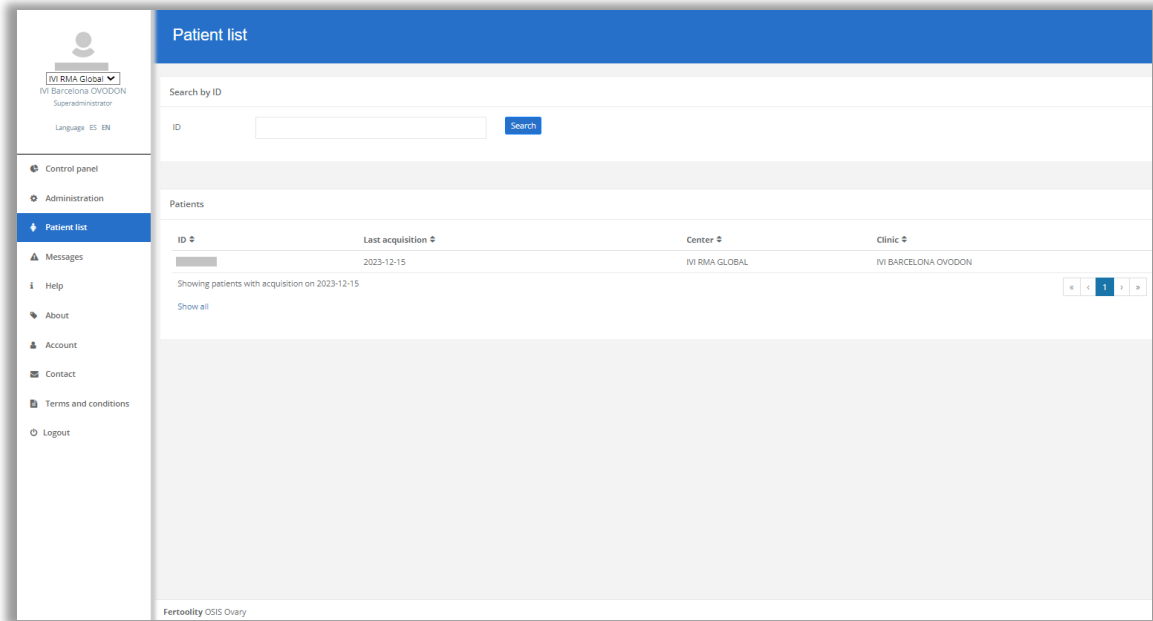 IVI RMA Global
IVI Barcelona OVODON
Superadministrator
Language ES EN
Control panel
Administration
Patient list
Messages
Help
About
Account
Contact
Terms and conditions
Logout
Patient list
Search by ID
ID Search
Patients
ID Last acquisition Center Clinic
2023-12-15 IVI RMA GLOBAL IVI BARCELONA OVODON
Showing patients with acquisition on 2023-12-15
« ‹ 1 › »
Show all
Fertoolity OSIS Ovary